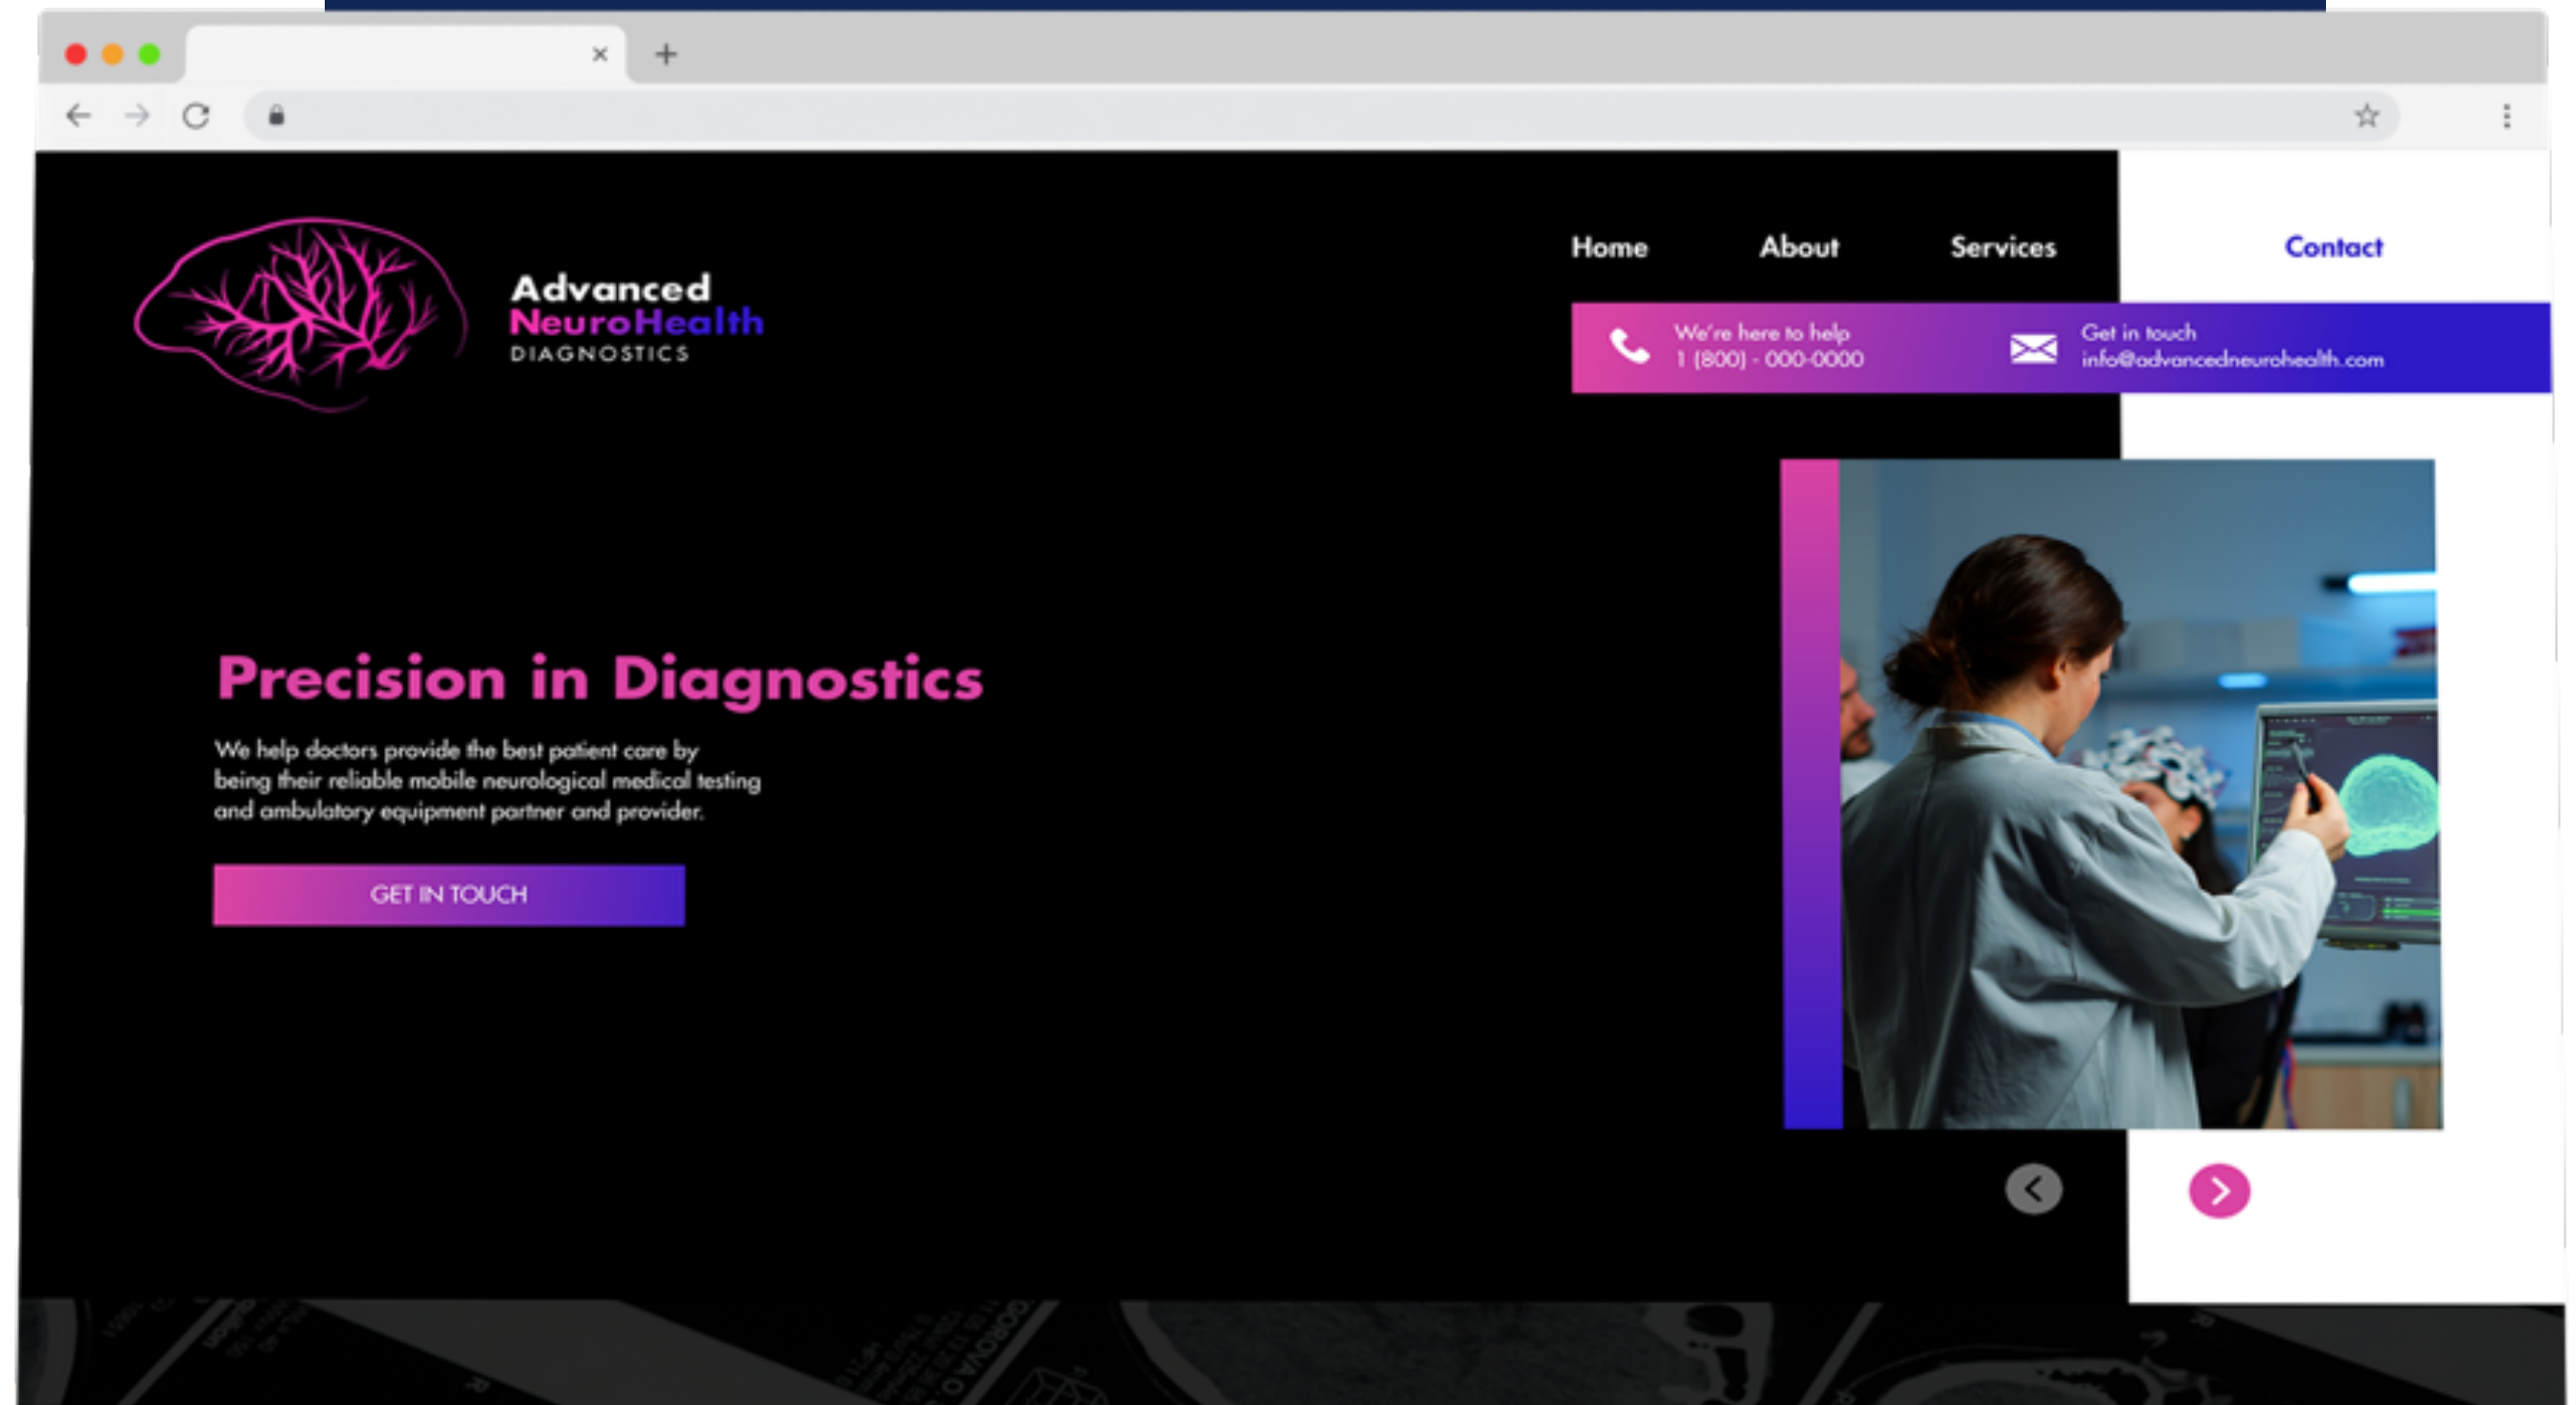 Advanced
NeuroHealth
DIAGNOSTICS
Home
About
Services
Contact
We're here to help
1 (800) - 000-0000
Get in touch
info@advancedneurohealth.com
Precision in Diagnostics
We help doctors provide the best patient care by
being their reliable mobile neurological medical testing
and ambulatory equipment partner and provider.
GET IN TOUCH